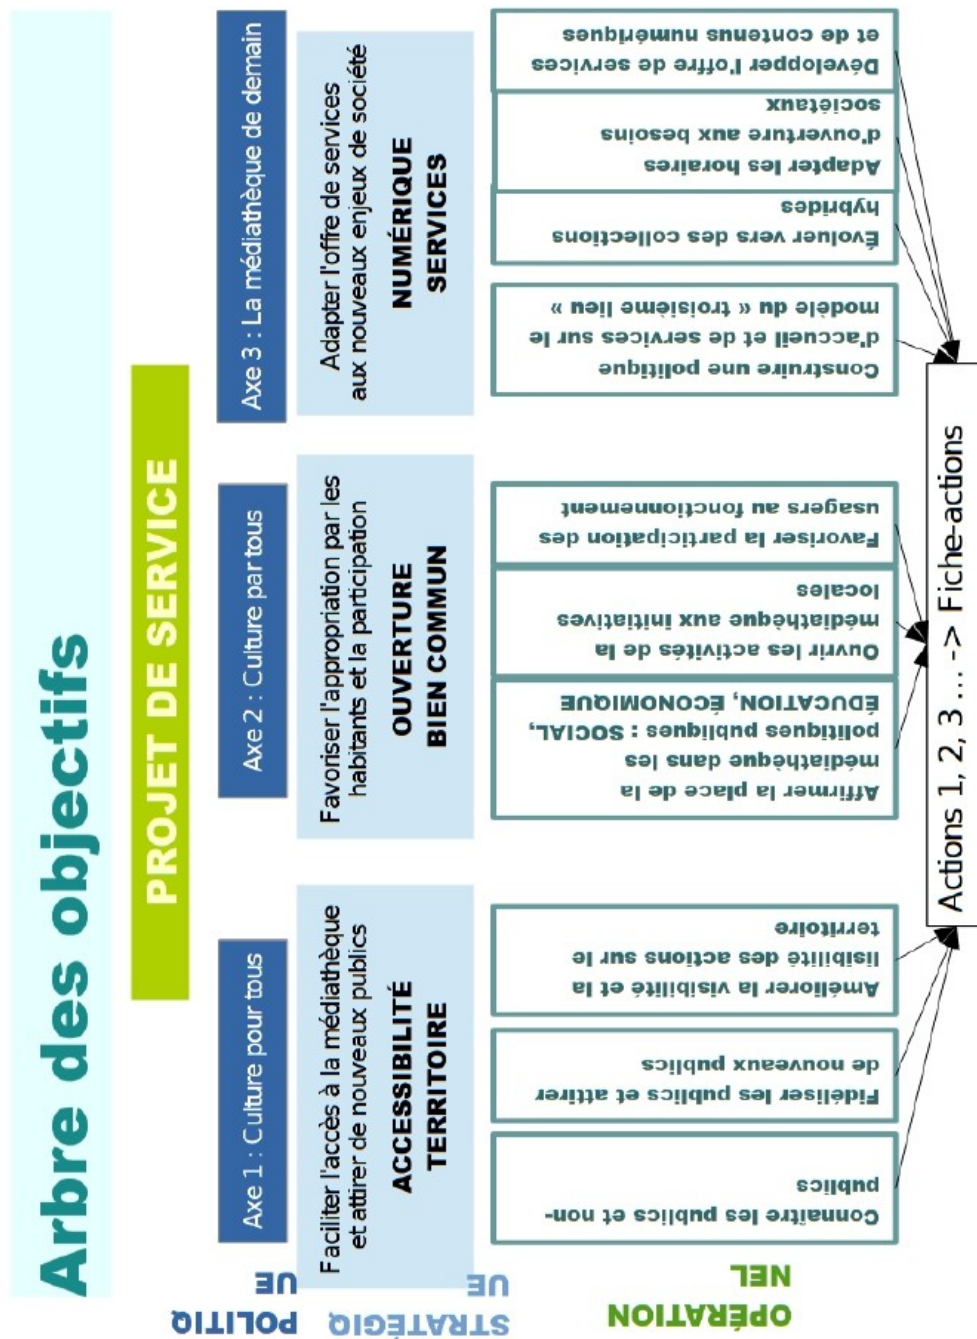 Arbre des objectifs
PROJET DE SERVICE
POLITIQ
UE
Axe 1 : Culture pour tous
Axe 2 : Culture par tous
Axe 3 : La médiathèque de demain
STRATÉGIQ
UE
Faciliter l'accès à la médiathèque
et attirer de nouveaux publics
ACCESSIBILITÉ
TERRITOIRE
Favoriser l'appropriation par les
habitants et la participation
OUVERTURE
BIEN COMMUN
Adapter l'offre de services
aux nouveaux enjeux de société
NUMÉRIQUE
SERVICES
OPÉRATION
NEL
Connaître les publics et non-
publics
Fidéliser les publics et attirer
de nouveaux publics
Améliorer la visibilité et la
lisibilité des actions sur le
territoire
Affirmer la place de la
médiathèque dans les
politiques publiques : SOCIAL,
ÉDUCATION, ÉCONOMIQUE
Ouvrir les activités de la
médiathèque aux initiatives
locales
Favoriser la participation des
usagers au fonctionnement
Construire une politique
d'accueil et de services sur le
modèle du « troisième lieu »
Évoluer vers des collections
hybrides
Adapter les horaires
d'ouverture aux besoins
sociétaux
Développer l'offre de services
et de contenus numériques
Actions 1, 2, 3 ... -> Fiche-actions